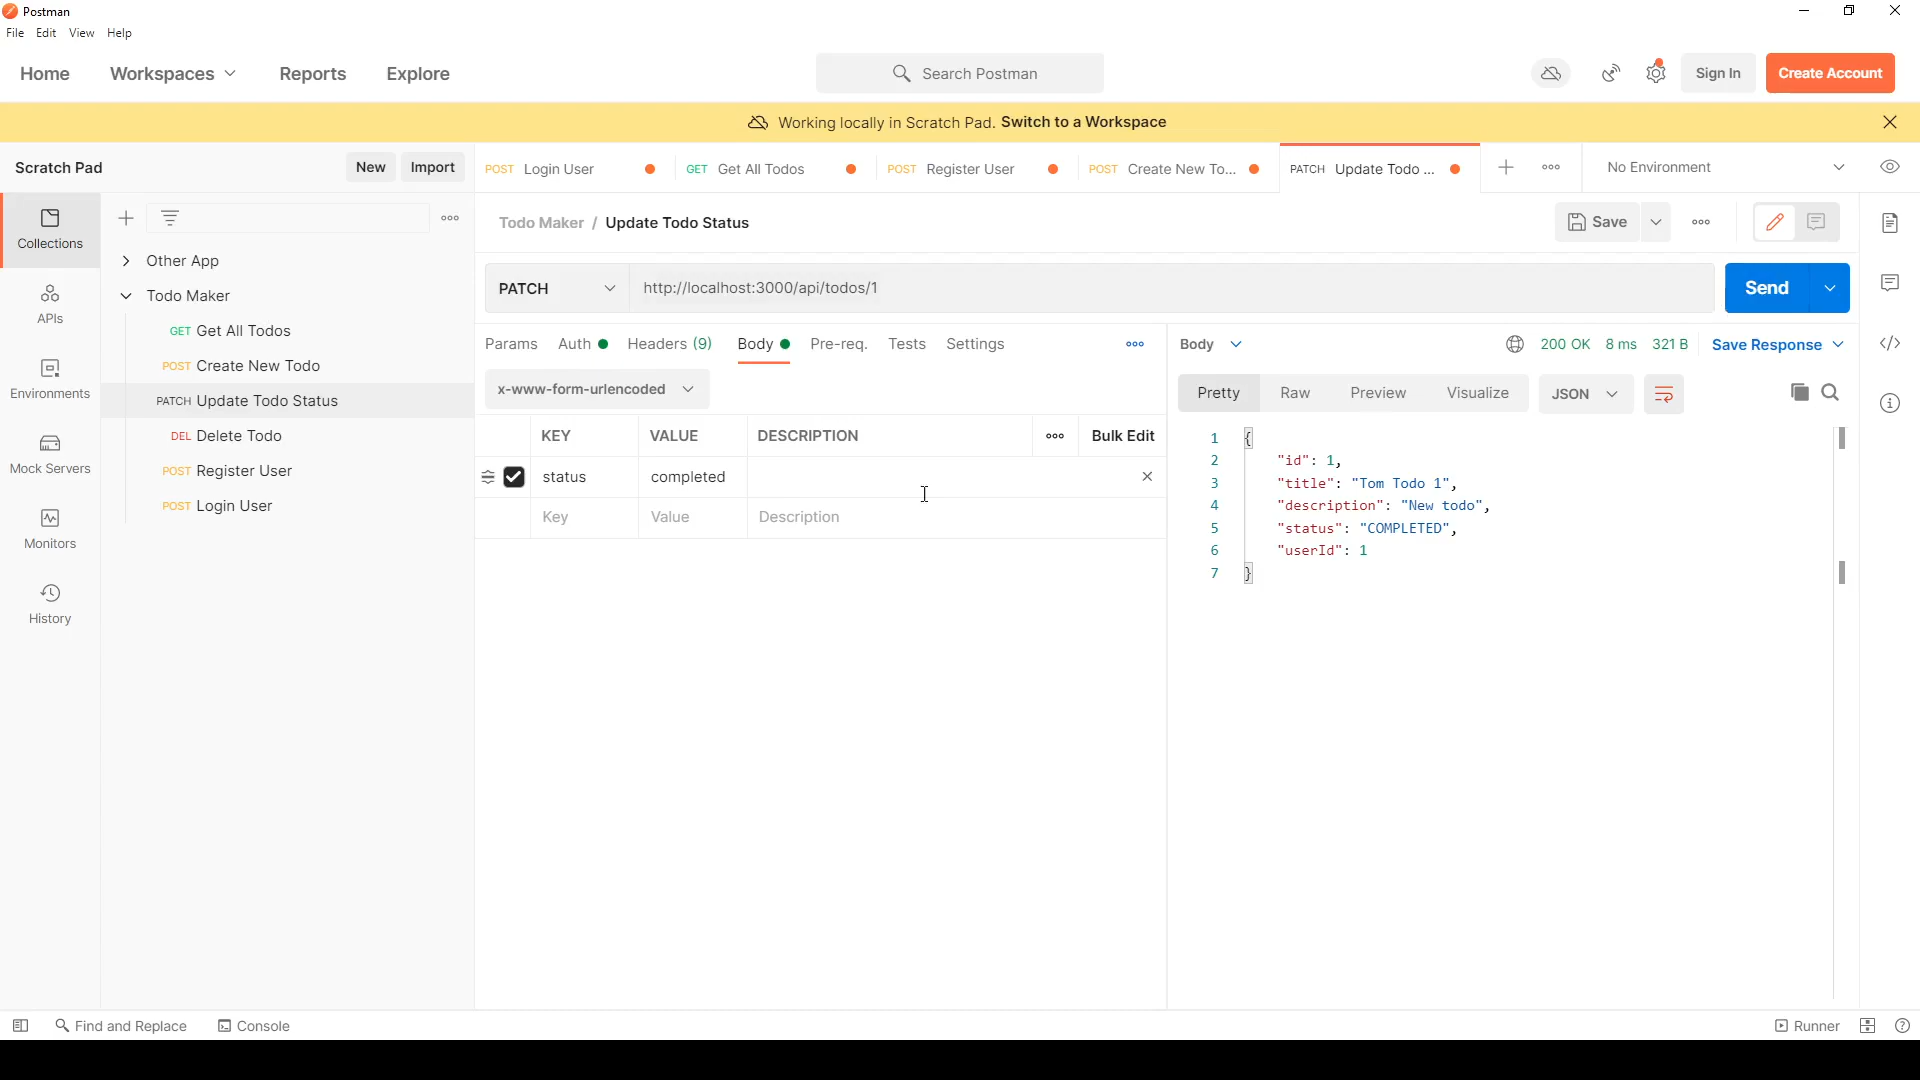 Postman
File Edit View Help
Home Workspaces Reports Explore Search Postman Sign In Create Account
Working locally in Scratch Pad. Switch to a Workspace
Scratch Pad New Import
POST Login User GET Get All Todos POST Register User POST Create New To... PATCH Update Todo ... No Environment
Collections
APIs
Environments
Mock Servers
Monitors
History
Other App
Todo Maker
GET Get All Todos
POST Create New Todo
PATCH Update Todo Status
DEL Delete Todo
POST Register User
POST Login User
Todo Maker / Update Todo Status Save
PATCH http://localhost:3000/api/todos/1 Send
Params Auth Headers (9) Body Pre-req. Tests Settings
x-www-form-urlencoded
KEY VALUE DESCRIPTION Bulk Edit
status completed
Key Value Description
Body 200 OK 8 ms 321 B Save Response
Pretty Raw Preview Visualize JSON
1 {
2 "id": 1,
3 "title": "Tom Todo 1",
4 "description": "New todo",
5 "status": "COMPLETED",
6 "userId": 1
7 }
Find and Replace Console Runner